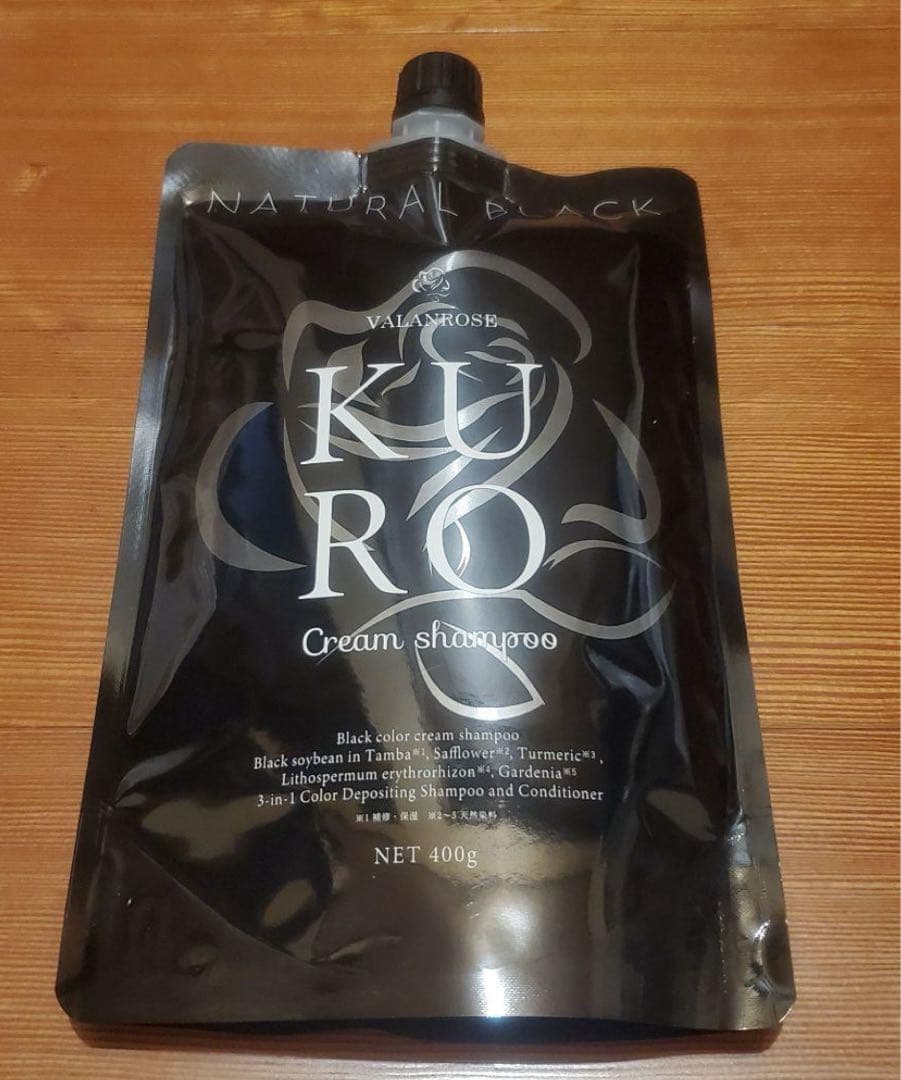 NATURAL BLACK
VALANROSE
KU
RO
Cream shampoo
Black color cream shampoo
Black soybean in Tamba※1, Safflower※2, Turmeric※3,
Lithospermum erythrorhizon※4, Gardenia※5
3-in-1 Color Depositing Shampoo and Conditioner
※1 補修・保湿 ※2〜5 天然染料
NET 400g